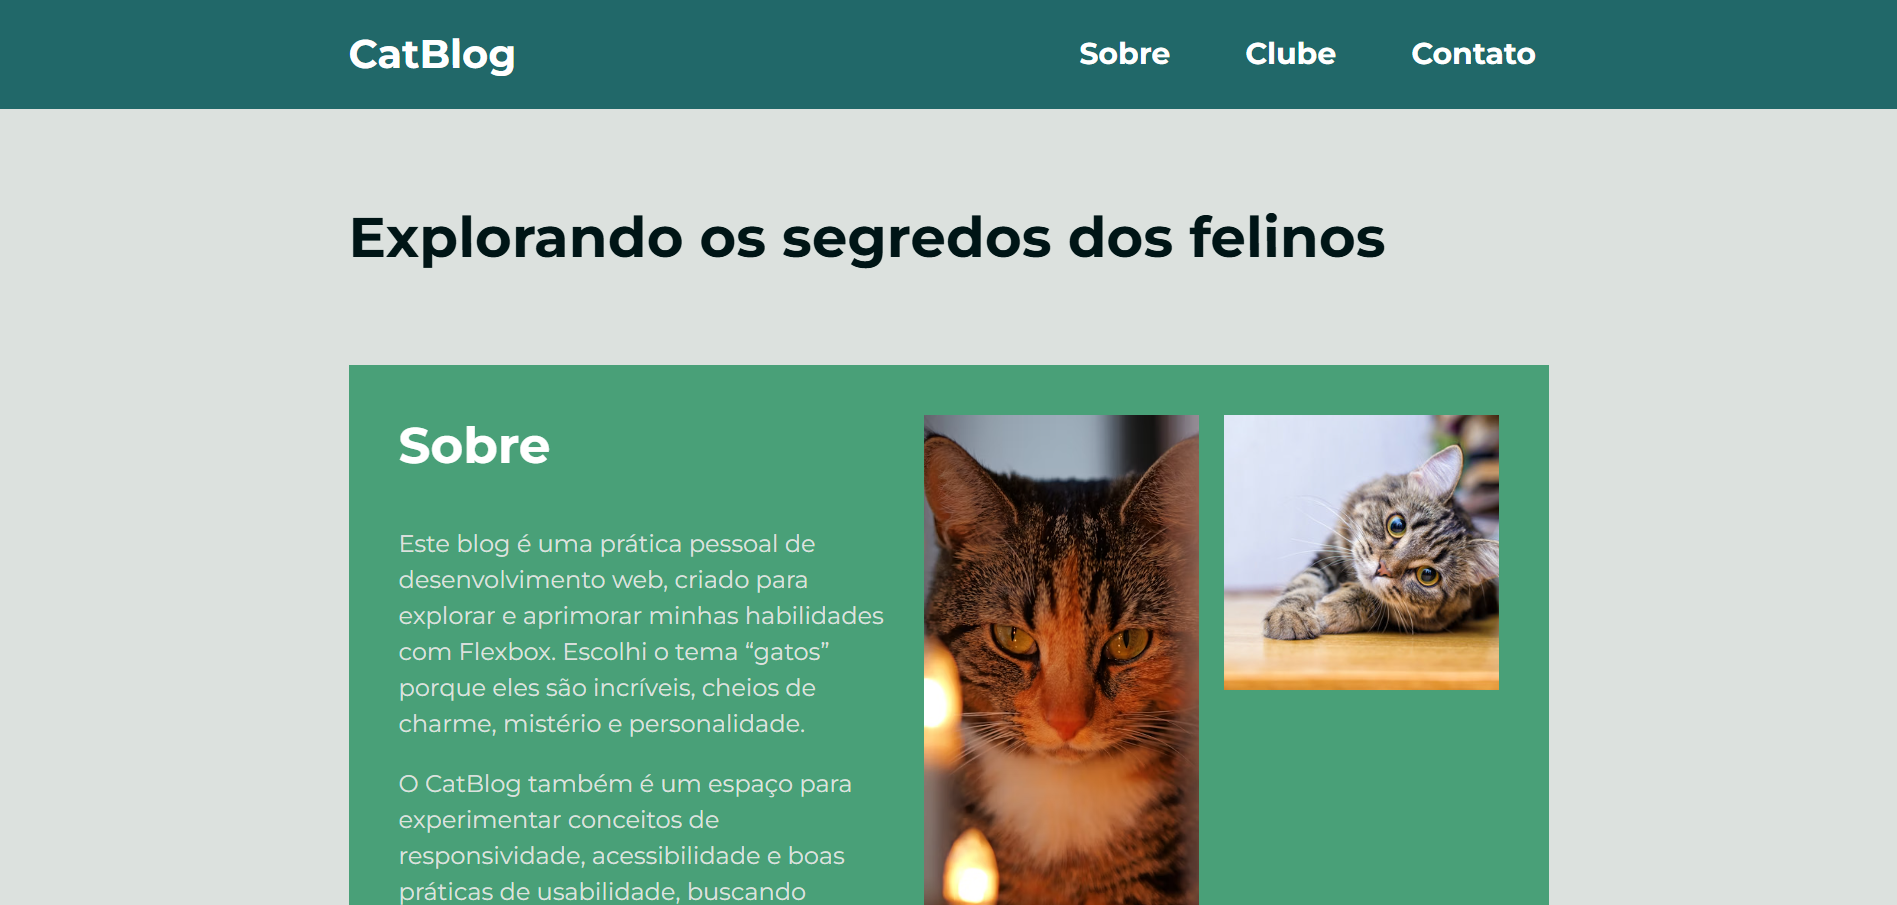 CatBlog
Sobre Clube Contato
Explorando os segredos dos felinos
Sobre
Este blog é uma prática pessoal de
desenvolvimento web, criado para
explorar e aprimorar minhas habilidades
com Flexbox. Escolhi o tema “gatos”
porque eles são incríveis, cheios de
charme, mistério e personalidade.
O CatBlog também é um espaço para
experimentar conceitos de
responsividade, acessibilidade e boas
práticas de usabilidade, buscando